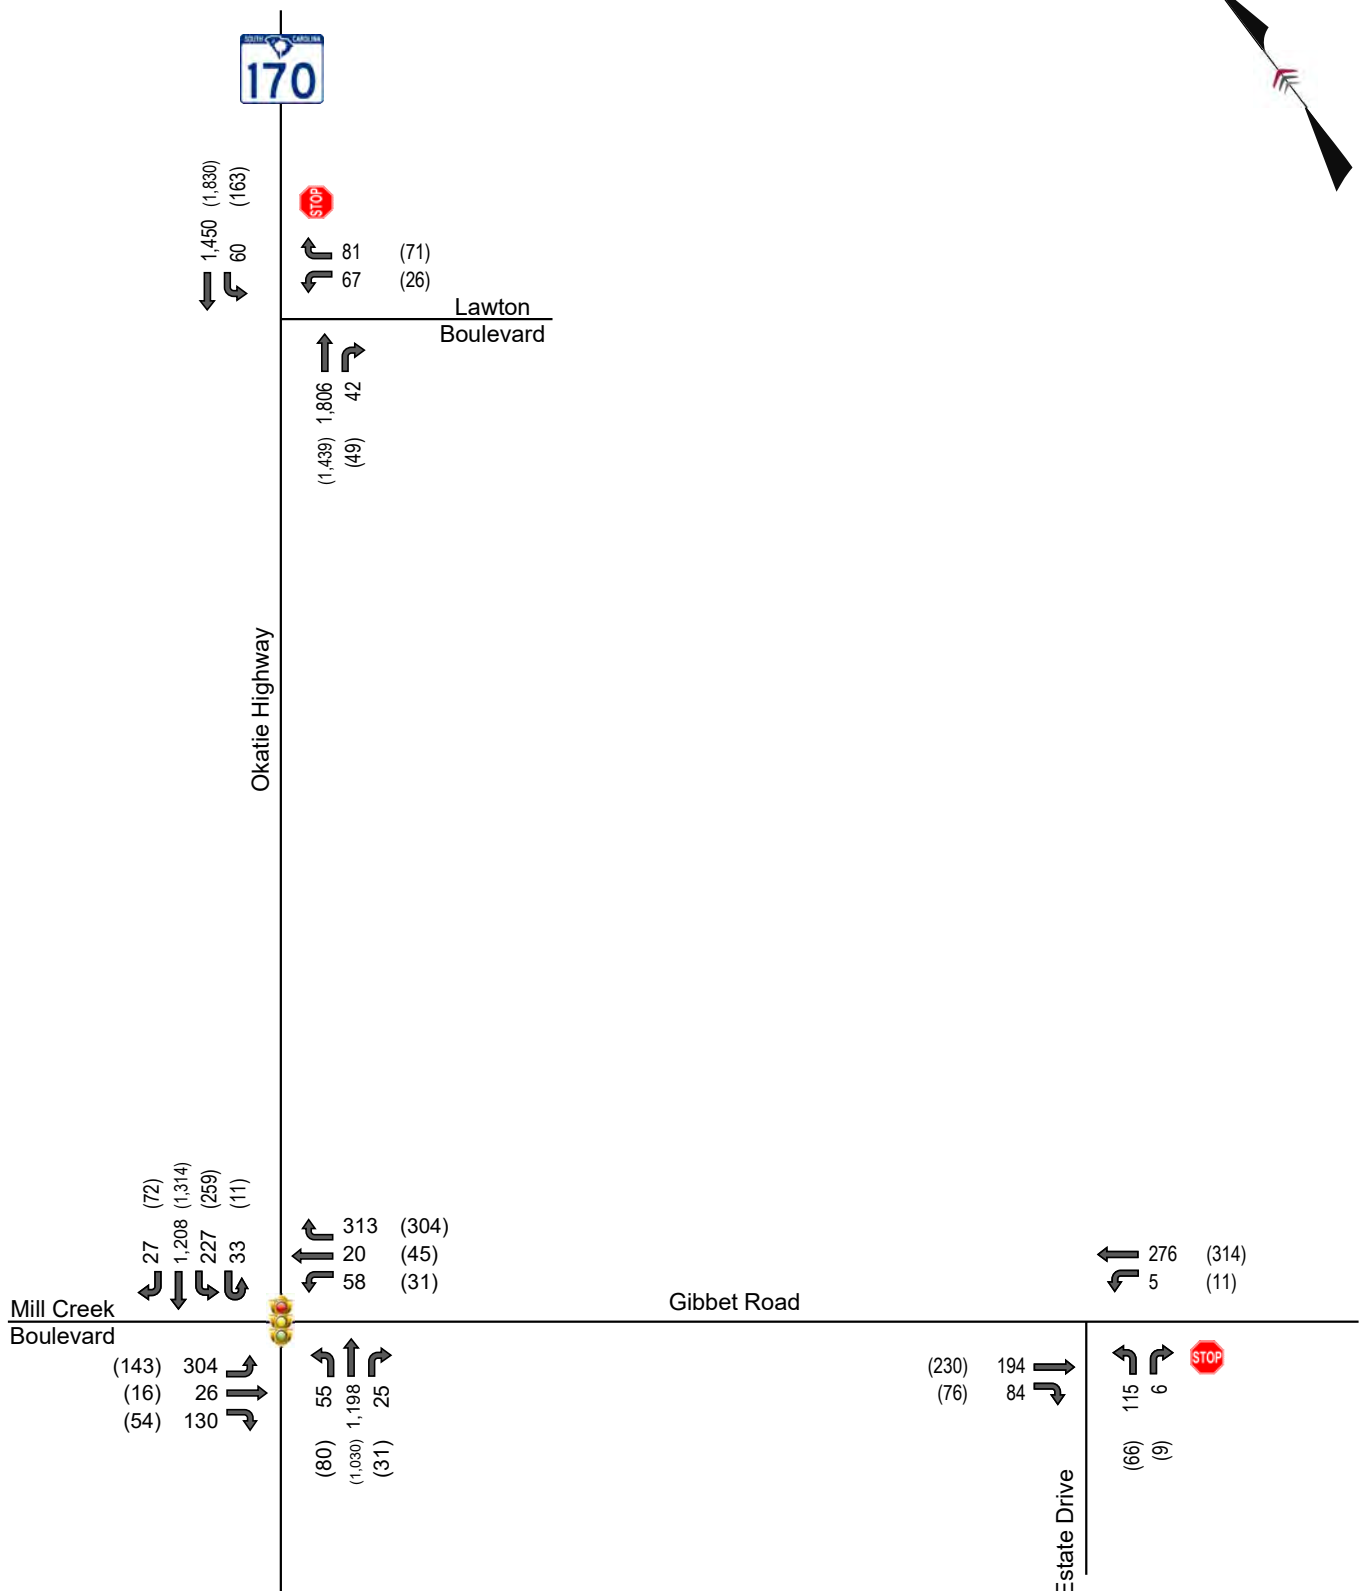 SOUTH CAROLINA
170
1,450 (1,830)
60 (163)
STOP
81 (71)
67 (26)
Lawton
Boulevard
(1,439) 1,806
(49) 42
Okatie Highway
27 (72)
1,208 (1,314)
227 (259)
33 (11)
313 (304)
20 (45)
58 (31)
276 (314)
5 (11)
Mill Creek
Boulevard
Gibbet Road
(143) 304
(16) 26
(54) 130
(80) 55
(1,030) 1,198
(31) 25
(230) 194
(76) 84
(66) 115
(9) 6
STOP
Estate Drive